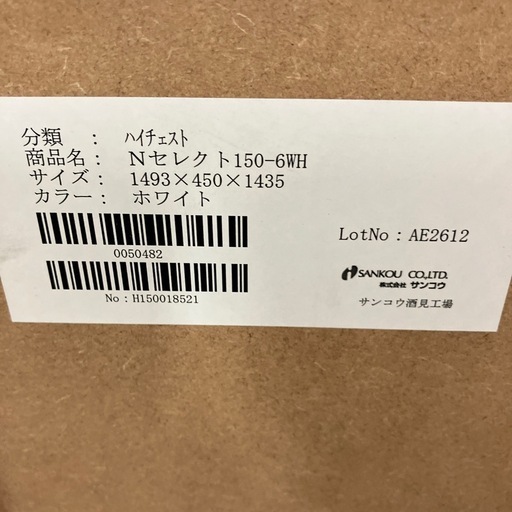 分類 : ﾊｲﾁｪｽﾄ
商品名: Nセレクト150-6WH
サイズ: 1493×450×1435
カラー: ホワイト
0050482
No:H150018521
LotNo:AE2612
SANKOU CO.,LTD.
株式会社 サンコウ
サンコウ酒見工場